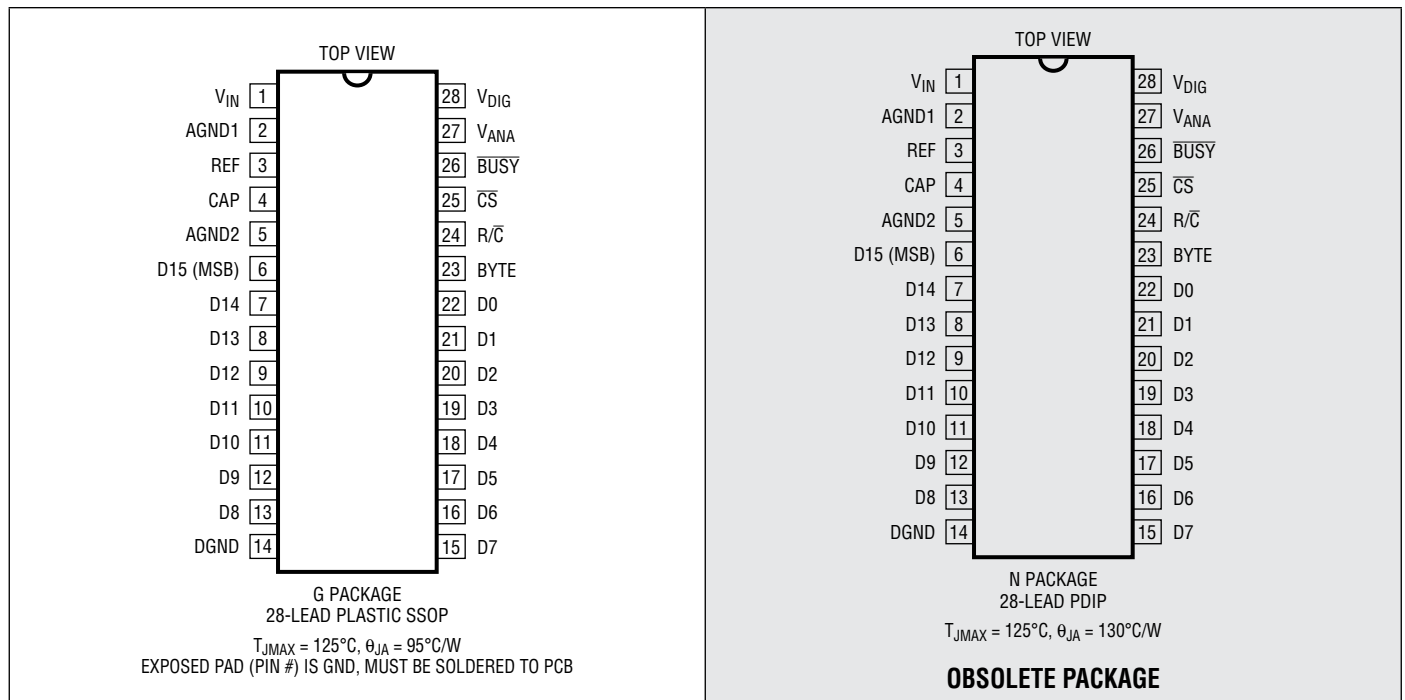 TOP VIEW
V_IN 1
28 V_DIG
AGND1 2
27 V_ANA
REF 3
26 B̅U̅S̅Y̅
CAP 4
25 C̅S̅
AGND2 5
24 R/C̅
D15 (MSB) 6
23 BYTE
D14 7
22 D0
D13 8
21 D1
D12 9
20 D2
D11 10
19 D3
D10 11
18 D4
D9 12
17 D5
D8 13
16 D6
DGND 14
15 D7
G PACKAGE
28-LEAD PLASTIC SSOP
T_JMAX = 125°C, θ_JA = 95°C/W
EXPOSED PAD (PIN #) IS GND, MUST BE SOLDERED TO PCB
TOP VIEW
V_IN 1
28 V_DIG
AGND1 2
27 V_ANA
REF 3
26 B̅U̅S̅Y̅
CAP 4
25 C̅S̅
AGND2 5
24 R/C̅
D15 (MSB) 6
23 BYTE
D14 7
22 D0
D13 8
21 D1
D12 9
20 D2
D11 10
19 D3
D10 11
18 D4
D9 12
17 D5
D8 13
16 D6
DGND 14
15 D7
N PACKAGE
28-LEAD PDIP
T_JMAX = 125°C, θ_JA = 130°C/W
OBSOLETE PACKAGE